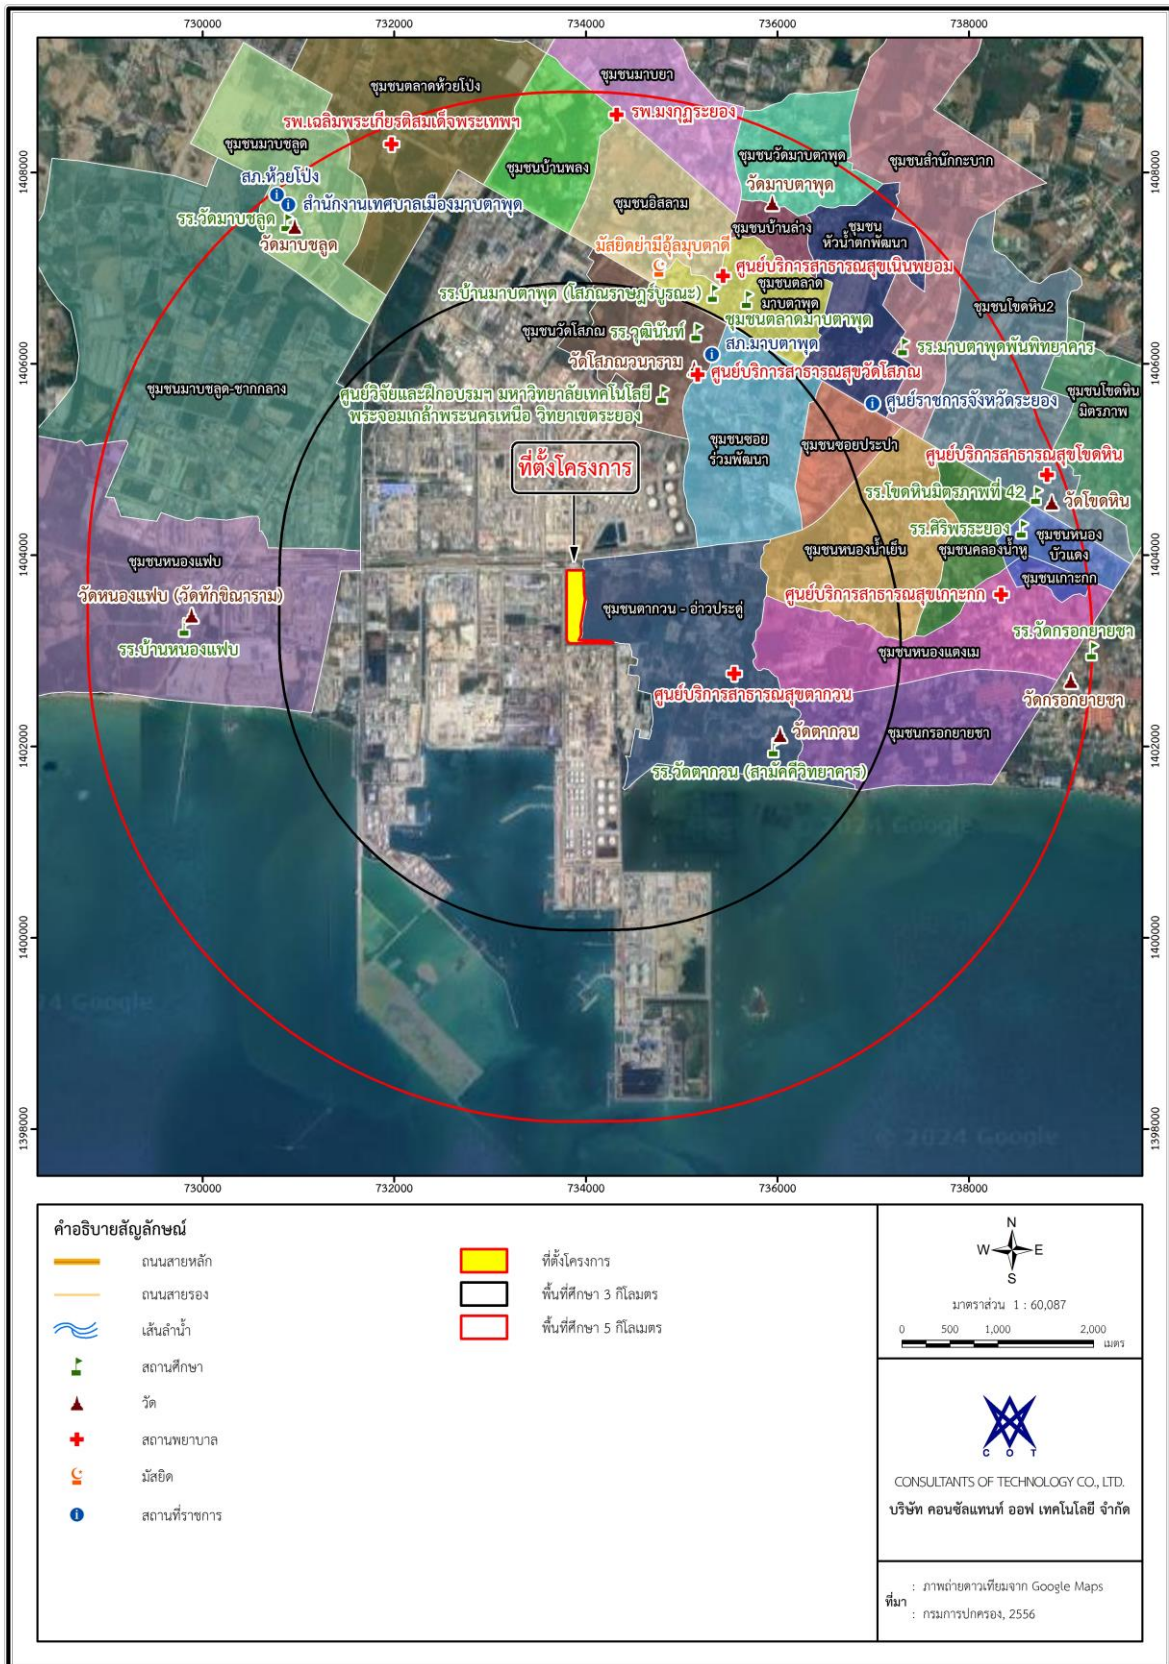 730000
732000
734000
736000
738000
1408000
1406000
1404000
1402000
1400000
1398000
1408000
1406000
1404000
1402000
1400000
1398000
ชุมชนมาบยา
ชุมชนตลาดห้วยโป่ง
รพ.มงกุฎระยอง
รพ.เฉลิมพระเกียรติสมเด็จพระเทพฯ
ชุมชนมาบชลูด
ชุมชนวัดมาบตาพุด
ชุมชนสำนักกะบาก
ชุมชนบ้านพลง
สภ.ห้วยโป่ง
วัดมาบตาพุด
สำนักงานเทศบาลเมืองมาบตาพุด
ชุมชนอิสลาม
รร.วัดมาบชลูด
ชุมชนบ้านล่าง
ชุมชน
หัวน้ำตกพัฒนา
วัดมาบชลูด
มัสยิดย่ามีอุ้ลมุบตาดี
ศูนย์บริการสาธารณสุขเนินพยอม
รร.บ้านมาบตาพุด (โสภณราษฎร์บูรณะ)
ชุมชนตลาด
มาบตาพุด
ชุมชนโขดหิน2
ชุมชนตลาดมาบตาพุด
ชุมชนวัดโสภณ
รร.วุฒินันท์
สภ.มาบตาพุด
รร.มาบตาพุดพันพิทยาคาร
วัดโสภณวนาราม
ศูนย์บริการสาธารณสุขวัดโสภณ
ชุมชนมาบชลูด-ชากกลาง
ศูนย์วิจัยและฝึกอบรมฯ มหาวิทยาลัยเทคโนโลยี
พระจอมเกล้าพระนครเหนือ วิทยาเขตระยอง
ศูนย์ราชการจังหวัดระยอง
ชุมชนโขดหิน
มิตรภาพ
ชุมชนซอย
ร่วมพัฒนา
ชุมชนซอยประปา
ศูนย์บริการสาธารณสุขโขดหิน
ที่ตั้งโครงการ
รร.โขดหินมิตรภาพที่ 42
วัดโขดหิน
รร.ศิริพรระยอง
ชุมชนหนอง
บัวแดง
ชุมชนหนองน้ำเย็น
ชุมชนคลองน้ำหู
ชุมชนหนองแฟบ
ชุมชนเกาะกก
วัดหนองแฟบ (วัดทักขิณาราม)
ศูนย์บริการสาธารณสุขเกาะกก
ชุมชนตากวน - อ่าวประดู่
รร.บ้านหนองแฟบ
รร.วัดกรอกยายชา
ชุมชนหนองแตงเม
ศูนย์บริการสาธารณสุขตากวน
วัดกรอกยายชา
วัดตากวน
ชุมชนกรอกยายชา
รร.วัดตากวน (สามัคคีวิทยาคาร)
2024 Google
24 Google
© 2024 Google
730000
732000
734000
736000
738000
คำอธิบายสัญลักษณ์
ถนนสายหลัก
ถนนสายรอง
เส้นลำน้ำ
สถานศึกษา
วัด
สถานพยาบาล
มัสยิด
สถานที่ราชการ
ที่ตั้งโครงการ
พื้นที่ศึกษา 3 กิโลมตร
พื้นที่ศึกษา 5 กิโลเมตร
N
W
E
S
มาตราส่วน 1 : 60,087
0 500 1,000 2,000
เมตร
C O T
CONSULTANTS OF TECHNOLOGY CO., LTD.
บริษัท คอนซัลแทนท์ ออฟ เทคโนโลยี จำกัด
ที่มา
: ภาพถ่ายดาวเทียมจาก Google Maps
: กรมการปกครอง, 2556